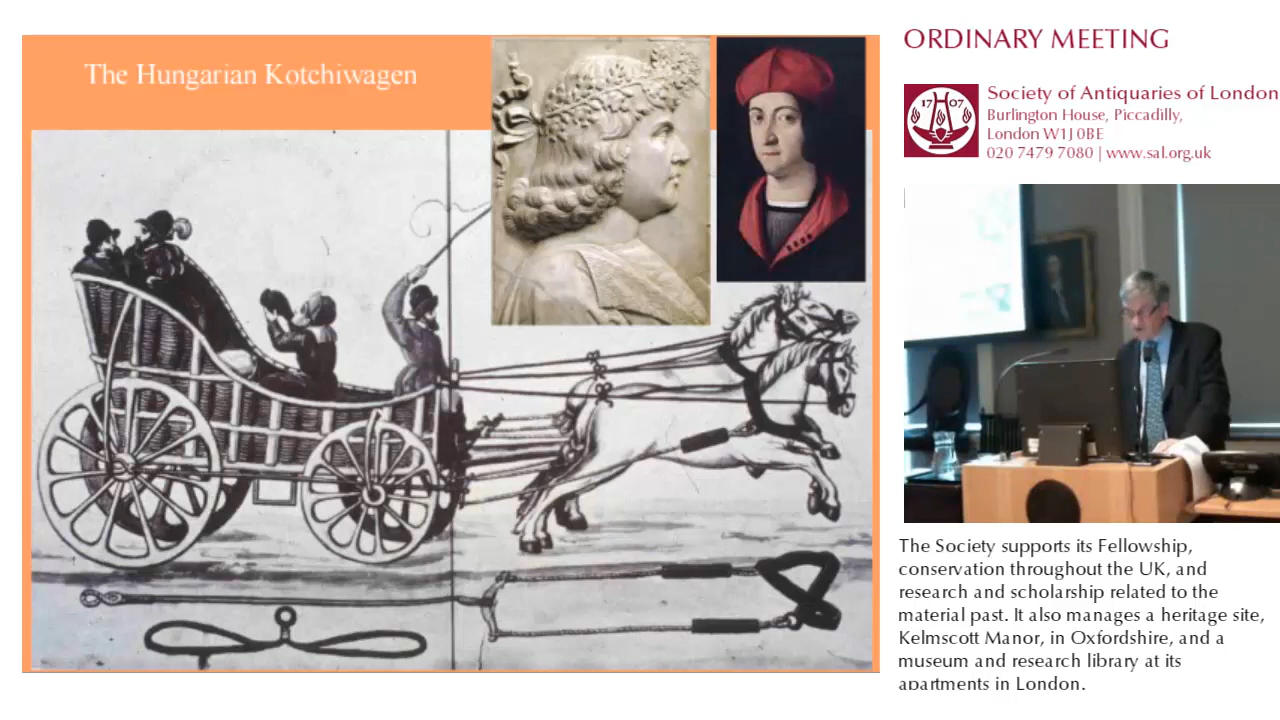 The Hungarian Kotchiwagen
ORDINARY MEETING
1707
Society of Antiquaries of London
Burlington House, Piccadilly,
London W1J 0BE
020 7479 7080 | www.sal.org.uk
The Society supports its Fellowship,
conservation throughout the UK, and
research and scholarship related to the
material past. It also manages a heritage site,
Kelmscott Manor, in Oxfordshire, and a
museum and research library at its
apartments in London.